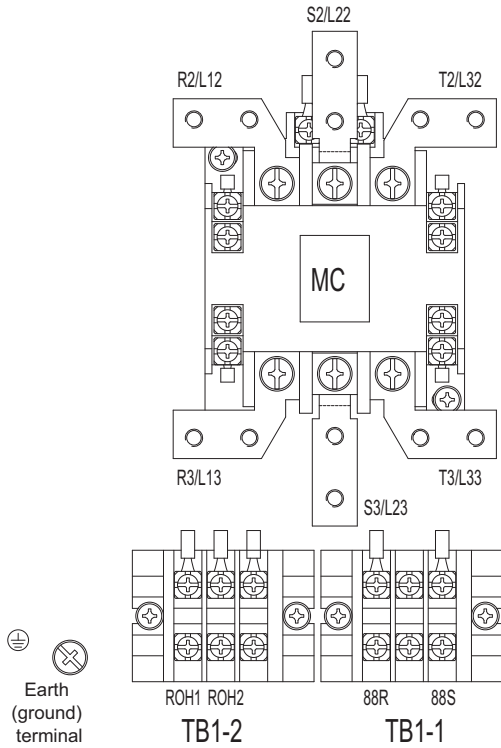 S2/L22
R2/L12
T2/L32
MC
R3/L13
T3/L33
S3/L23
ROH1 ROH2
88R 88S
TB1-2
TB1-1
Earth
(ground)
terminal